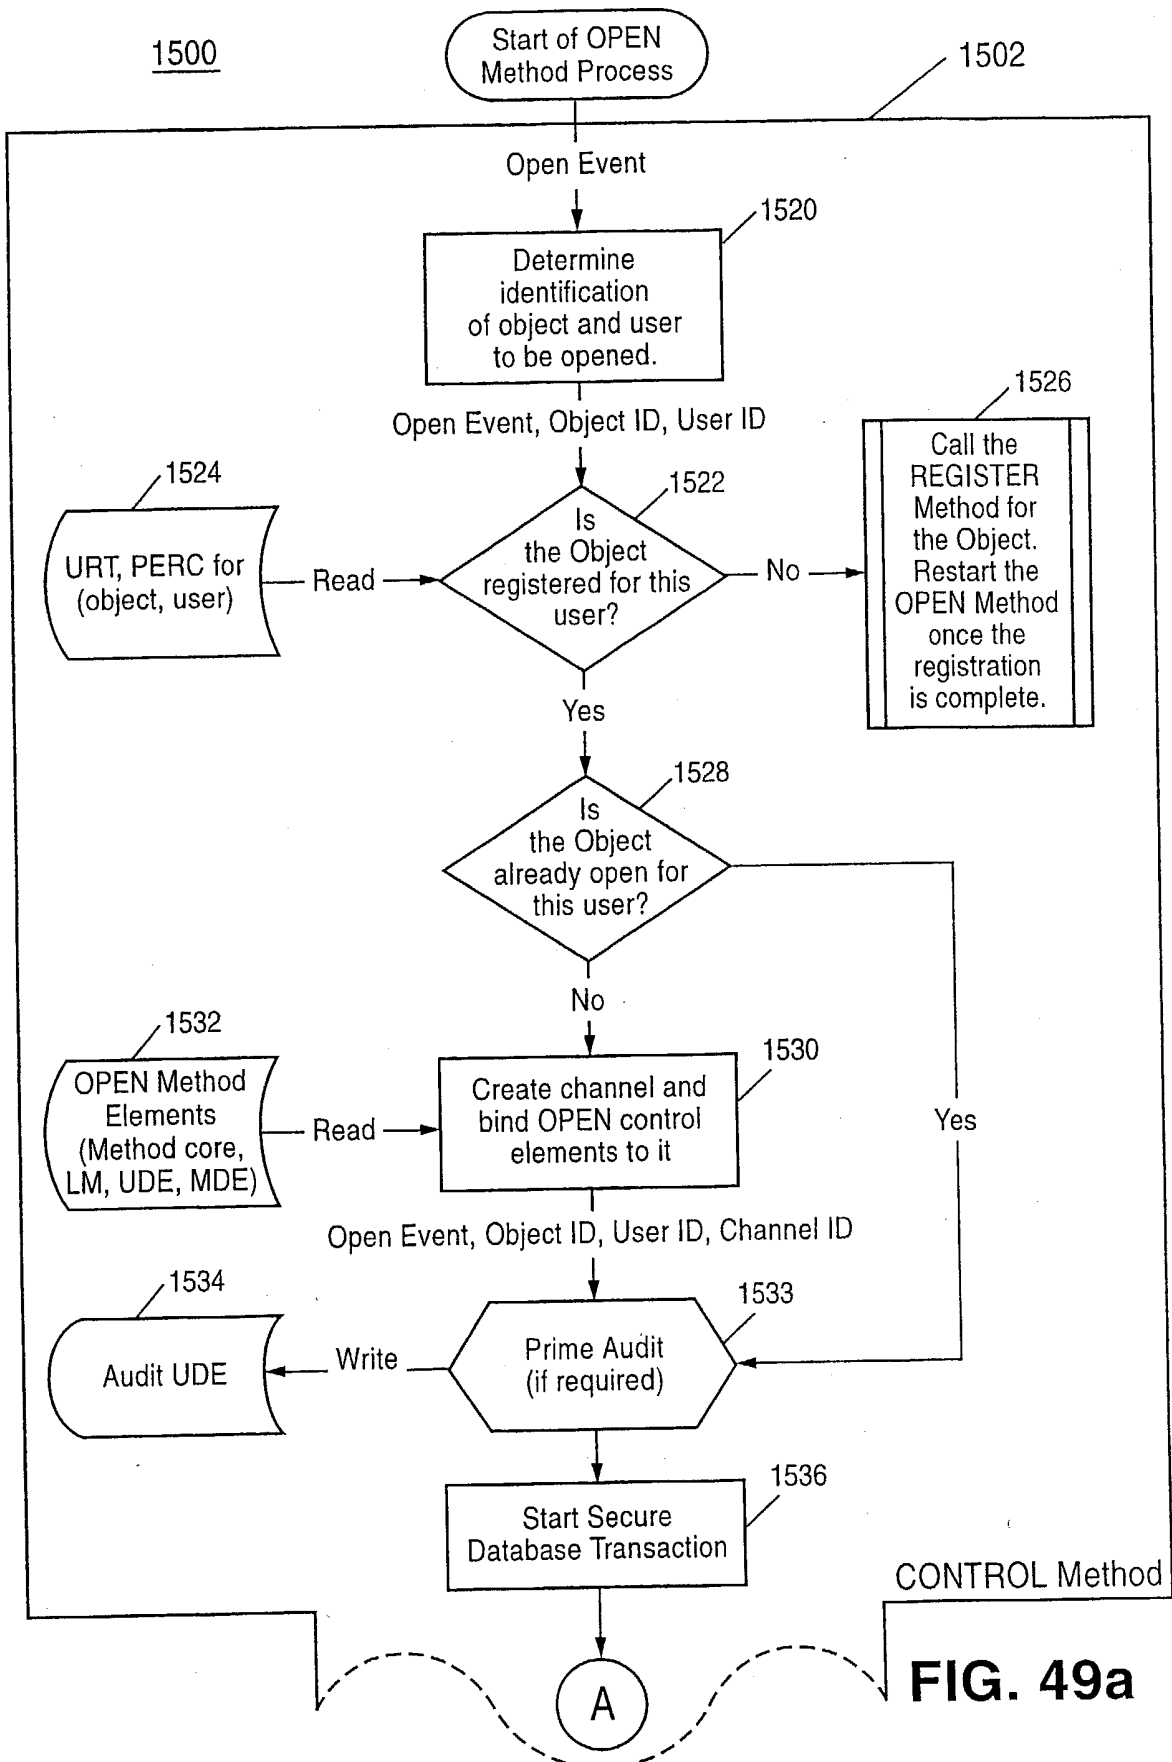 1500
Start of OPEN
Method Process
1502
Open Event
1520
Determine
identification
of object and user
to be opened.
Open Event, Object ID, User ID
1526
Call the
REGISTER
Method for
the Object.
Restart the
OPEN Method
once the
registration
is complete.
1524
URT, PERC for
(object, user)
Read
1522
Is
the Object
registered for this
user?
No
Yes
1528
Is
the Object
already open for
this user?
No
Yes
1532
OPEN Method
Elements
(Method core,
LM, UDE, MDE)
Read
1530
Create channel and
bind OPEN control
elements to it
Open Event, Object ID, User ID, Channel ID
1534
Audit UDE
Write
1533
Prime Audit
(if required)
1536
Start Secure
Database Transaction
CONTROL Method
A
FIG. 49a